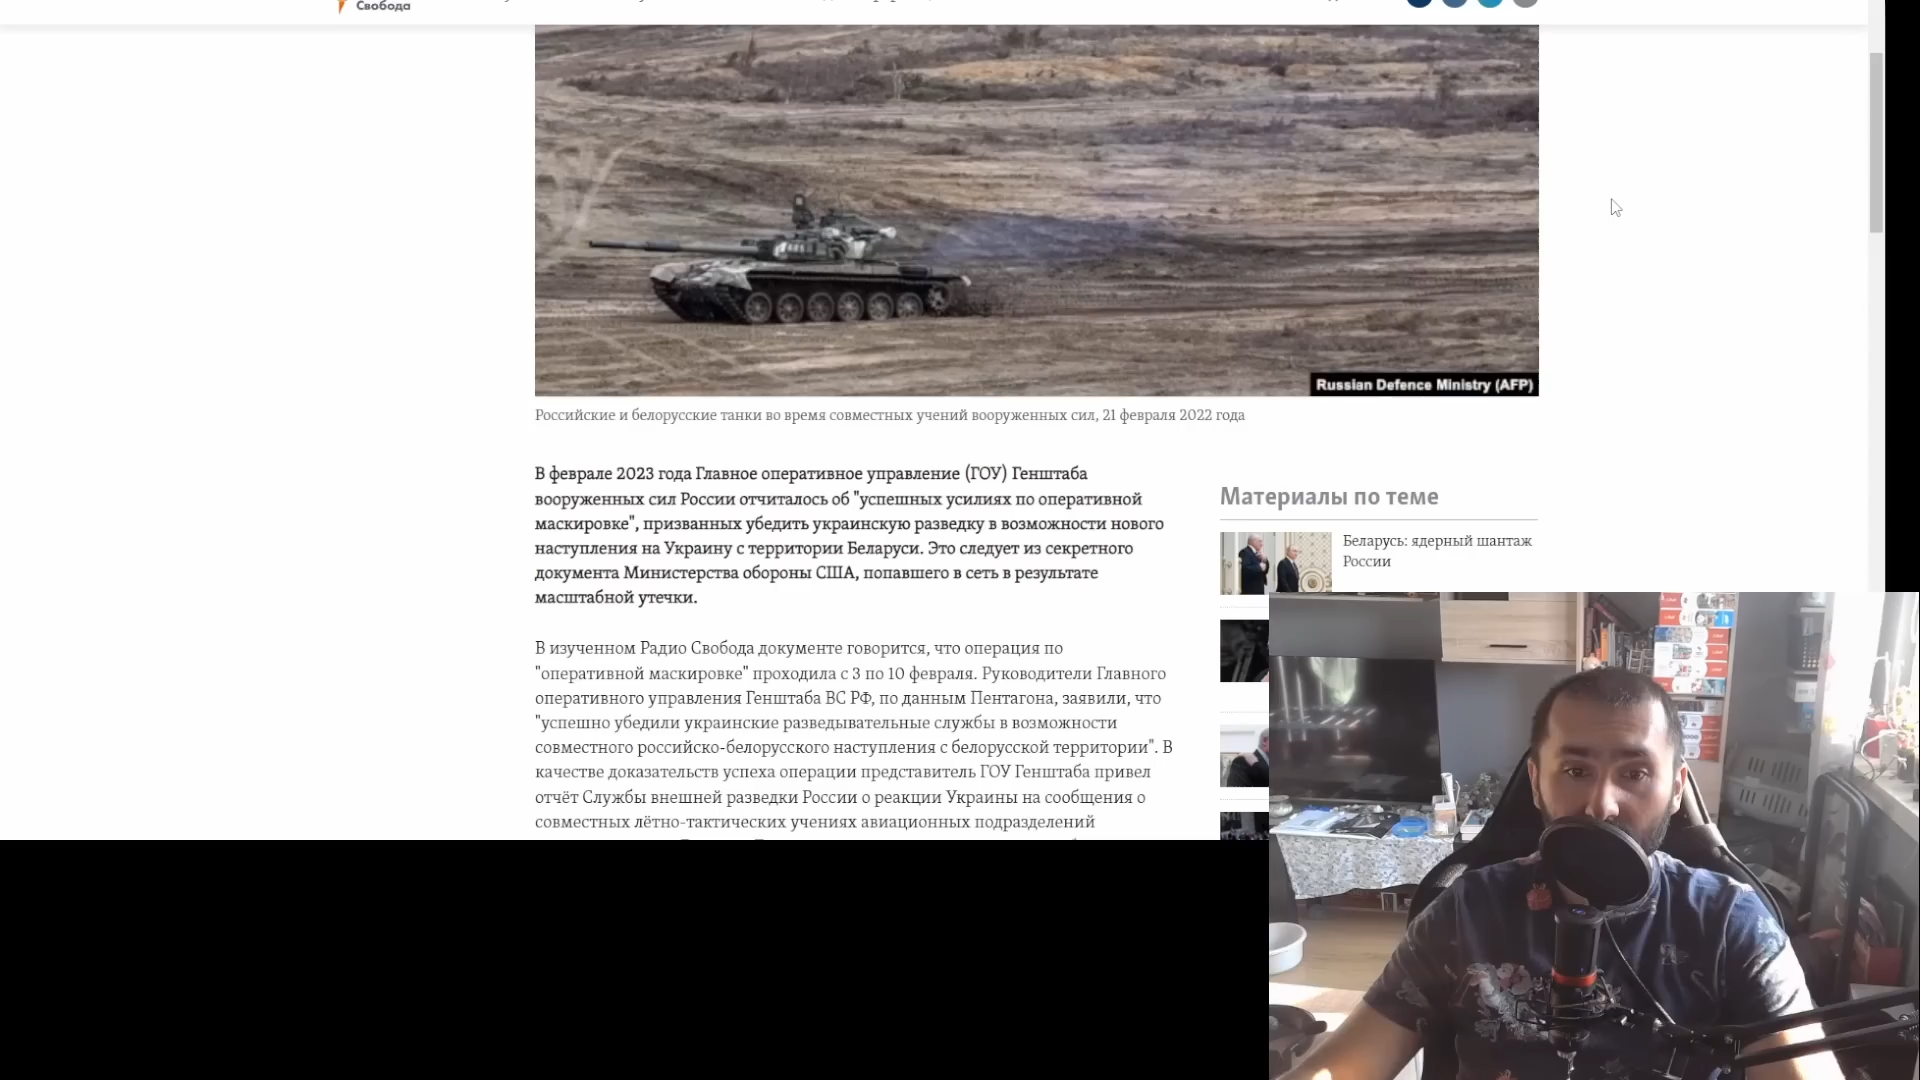 Свобода
Russian Defence Ministry (AFP)
Российские и белорусские танки во время совместных учений вооруженных сил, 21 февраля 2022 года
В феврале 2023 года Главное оперативное управление (ГОУ) Генштаба
вооруженных сил России отчиталось об "успешных усилиях по оперативной
маскировке", призванных убедить украинскую разведку в возможности нового
наступления на Украину с территории Беларуси. Это следует из секретного
документа Министерства обороны США, попавшего в сеть в результате
масштабной утечки.
В изученном Радио Свобода документе говорится, что операция по
"оперативной маскировке" проходила с 3 по 10 февраля. Руководители Главного
оперативного управления Генштаба ВС РФ, по данным Пентагона, заявили, что
"успешно убедили украинские разведывательные службы в возможности
совместного российско-белорусского наступления с белорусской территории". В
качестве доказательств успеха операции представитель ГОУ Генштаба привел
отчёт Службы внешней разведки России о реакции Украины на сообщения о
совместных лётно-тактических учениях авиационных подразделений
Материалы по теме
Беларусь: ядерный шантаж
России